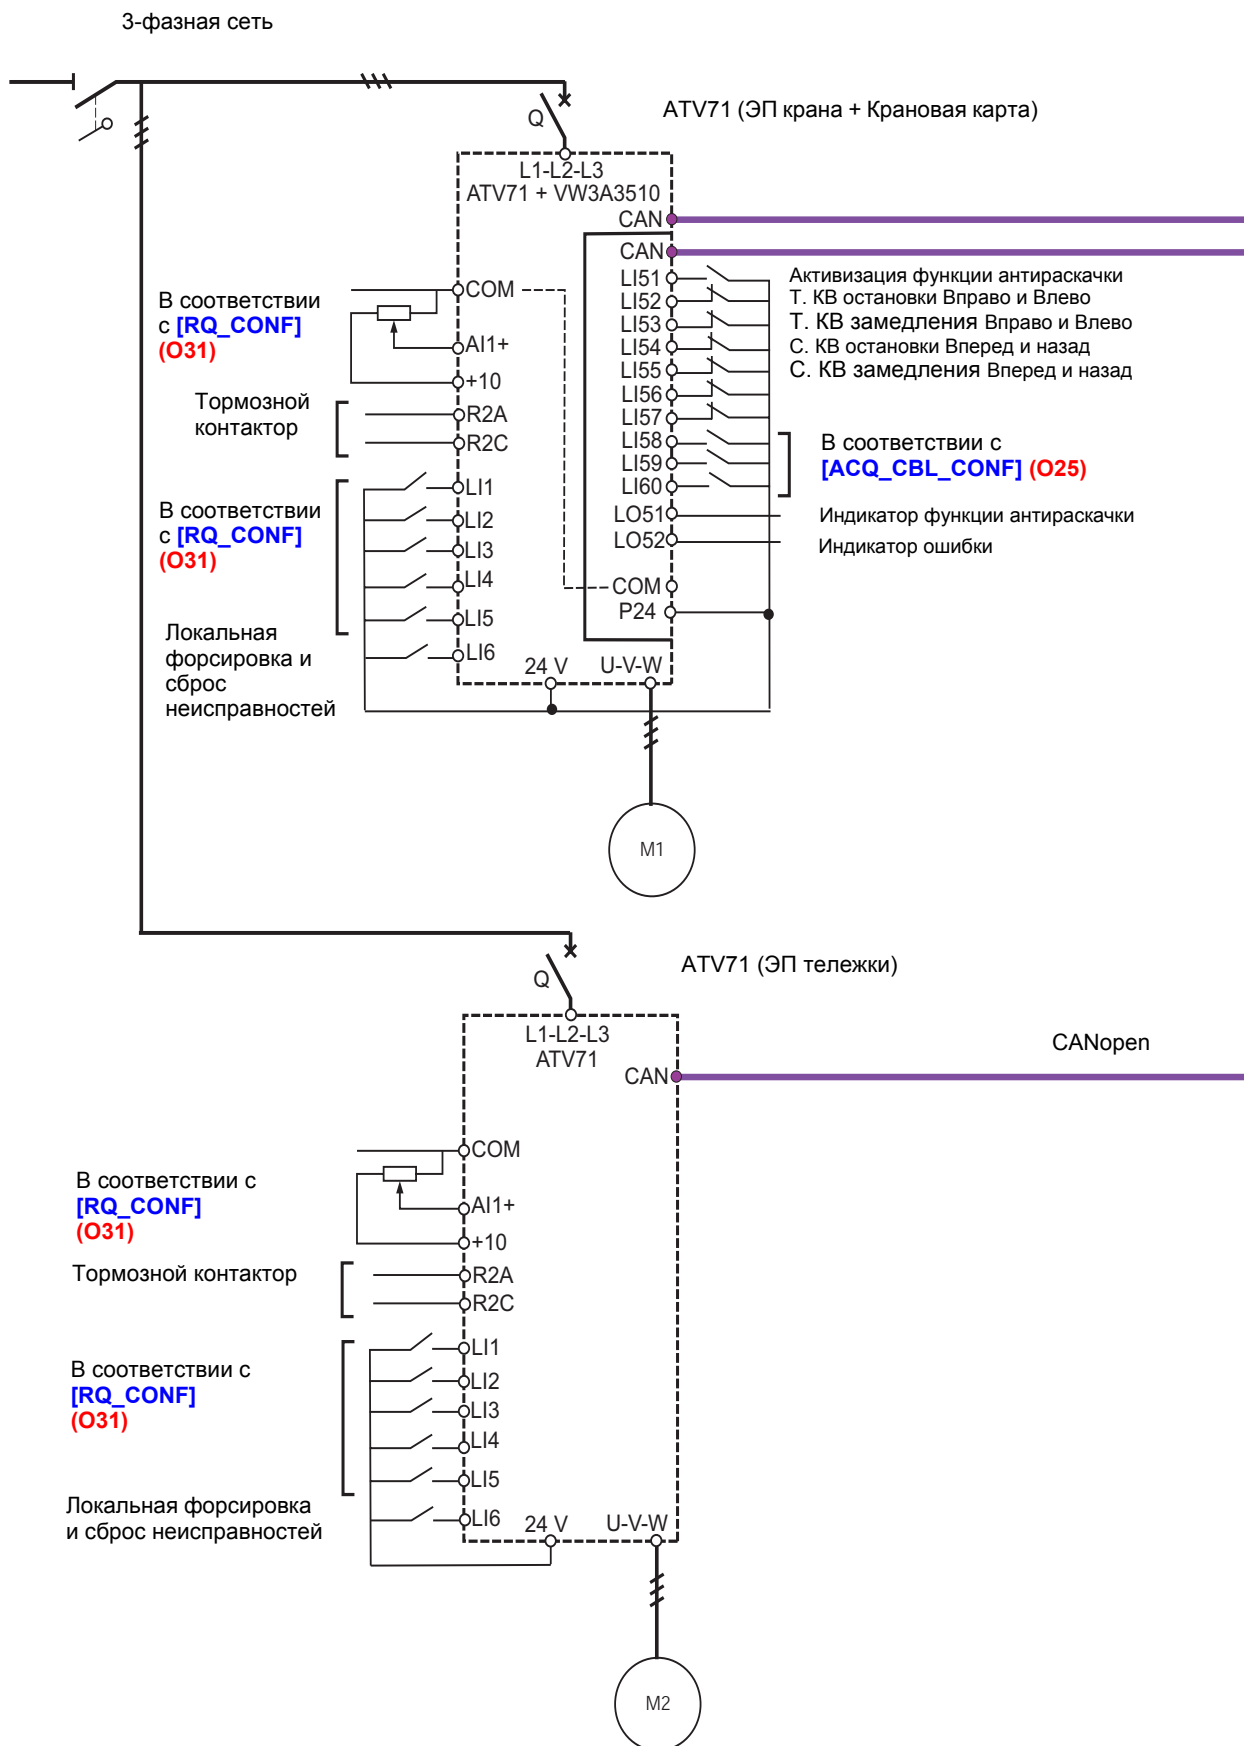 3-фазная сеть
Q
ATV71 (ЭП крана + Крановая карта)
L1-L2-L3
ATV71 + VW3A3510
CAN
CAN
LI51
LI52
LI53
LI54
LI55
LI56
LI57
LI58
LI59
LI60
LO51
LO52
COM
P24
Активизация функции антираскачки
Т. КВ остановки Вправо и Влево
Т. КВ замедления Вправо и Влево
С. КВ остановки Вперед и назад
С. КВ замедления Вперед и назад
В соответствии с
[ACQ_CBL_CONF] (O25)
Индикатор функции антираскачки
Индикатор ошибки
В соответствии
с [RQ_CONF]
(O31)
COM
AI1+
+10
Тормозной
контактор
R2A
R2C
В соответствии
с [RQ_CONF]
(O31)
LI1
LI2
LI3
LI4
LI5
LI6
Локальная
форсировка и
сброс
неисправностей
24 V
U-V-W
M1
Q
ATV71 (ЭП тележки)
L1-L2-L3
ATV71
CAN
CANopen
В соответствии с
[RQ_CONF]
(O31)
COM
AI1+
+10
Тормозной контактор
R2A
R2C
В соответствии с
[RQ_CONF]
(O31)
LI1
LI2
LI3
LI4
LI5
LI6
Локальная форсировка
и сброс неисправностей
24 V
U-V-W
M2